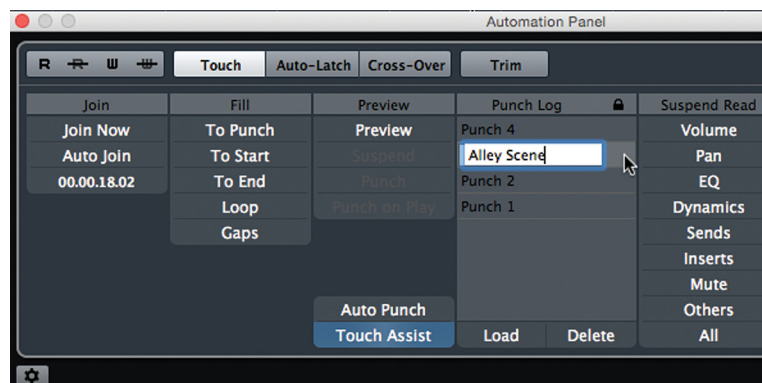 Automation Panel
R R W W Touch Auto-Latch Cross-Over Trim
Join Fill Preview Punch Log Suspend Read
Join Now To Punch Preview Punch 4 Volume
Auto Join To Start Suspend Alley Scene Pan
00.00.18.02 To End Punch Punch 2 EQ
Loop Punch on Play Punch 1 Dynamics
Gaps Sends
Inserts
Mute
Auto Punch Others
Touch Assist Load Delete All